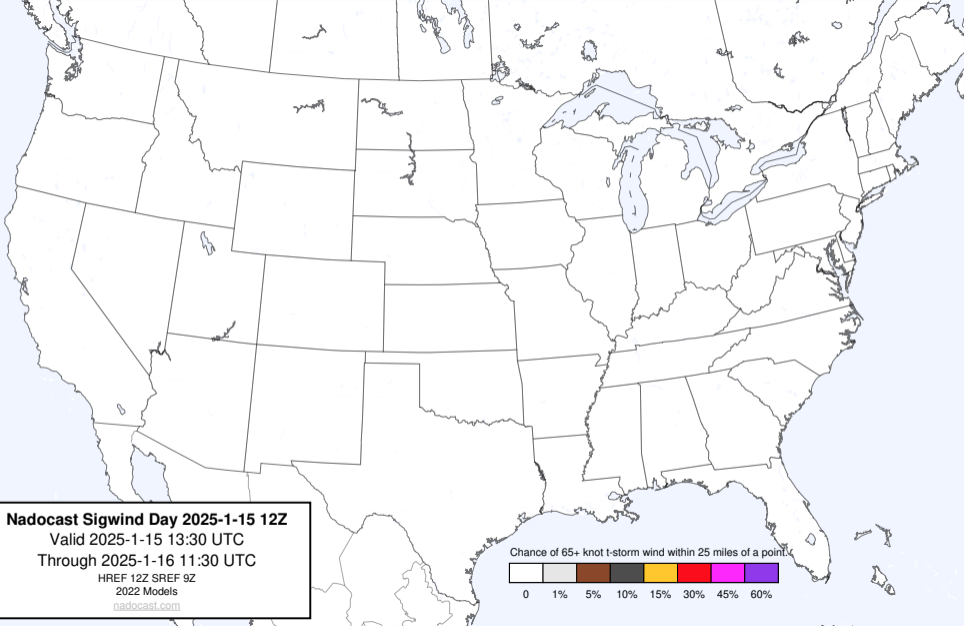 Nadocast Sigwind Day 2025-1-15 12Z
Valid 2025-1-15 13:30 UTC
Through 2025-1-16 11:30 UTC
HREF 12Z SREF 9Z
2022 Models
nadocast.com
Chance of 65+ knot t-storm wind within 25 miles of a point.
0 1% 5% 10% 15% 30% 45% 60%